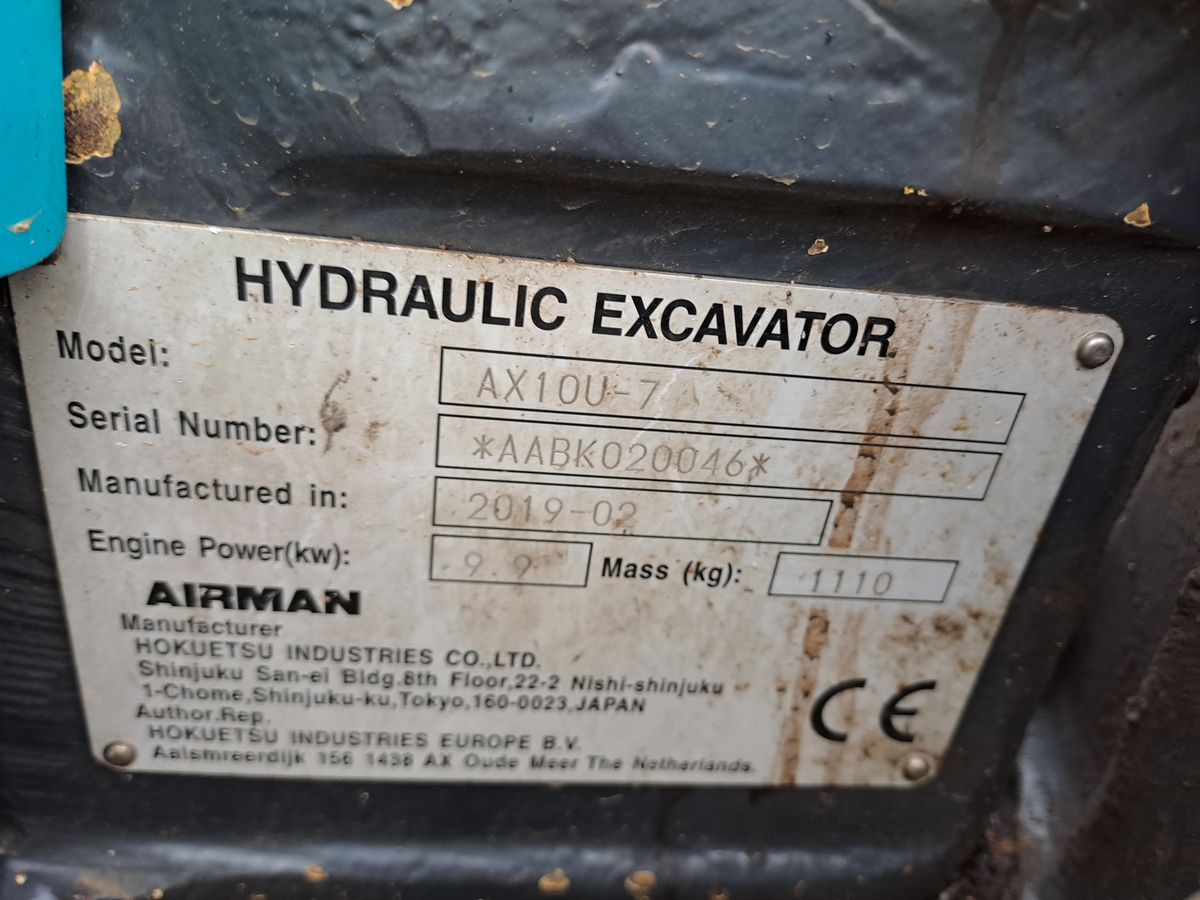 HYDRAULIC EXCAVATOR
Model: AX10U-7
Serial Number: *AABK020046*
Manufactured in: 2019-02
Engine Power(kw): 9.9 Mass (kg): 1110
AIRMAN
Manufacturer
HOKUETSU INDUSTRIES CO.,LTD.
Shinjuku San-ei Bldg.8th Floor,22-2 Nishi-shinjuku
1-Chome,Shinjuku-ku,Tokyo,160-0023,JAPAN
Author.Rep.
HOKUETSU INDUSTRIES EUROPE B.V.
Aalsmeerderdijk 156 1438 AX Oude Meer The Netherlands.
CE